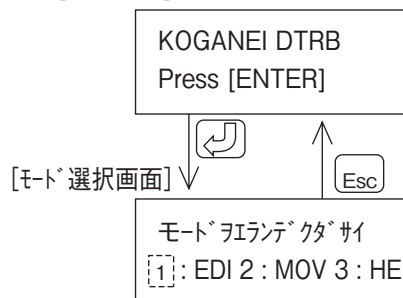 KOGANEI DTRB
Press [ENTER]
Esc
[ﾓｰﾄﾞ選択画面]
ﾓｰﾄﾞｦｴﾗﾝﾃﾞｸﾀﾞｻｲ
1 : EDI 2 : MOV 3 : HE